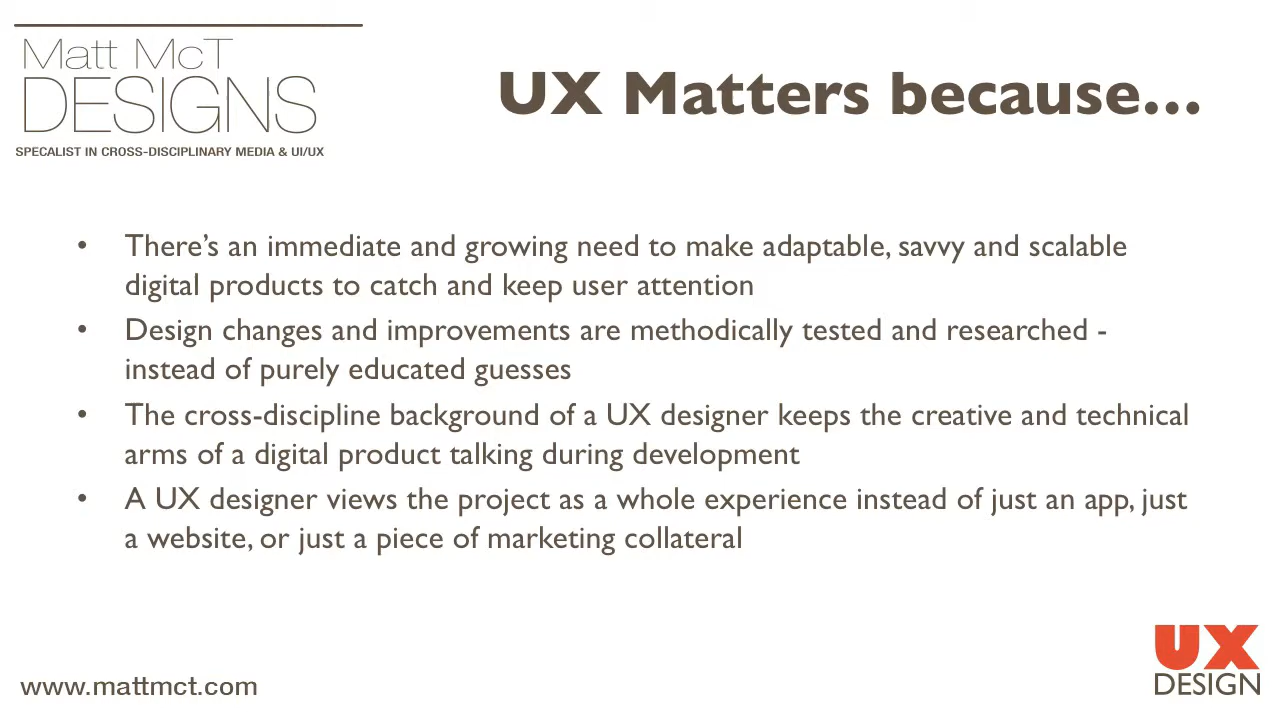 Matt McT
DESIGNS
SPECALIST IN CROSS-DISCIPLINARY MEDIA & UI/UX
UX Matters because...
• There's an immediate and growing need to make adaptable, savvy and scalable
digital products to catch and keep user attention
• Design changes and improvements are methodically tested and researched -
instead of purely educated guesses
• The cross-discipline background of a UX designer keeps the creative and technical
arms of a digital product talking during development
• A UX designer views the project as a whole experience instead of just an app, just
a website, or just a piece of marketing collateral
www.mattmct.com
UX
DESIGN